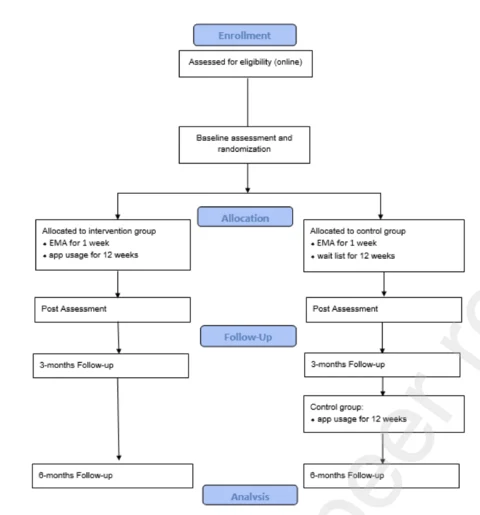 Enrollment
Assessed for eligibility (online)
Baseline assessment and
randomization
Allocation
Allocated to intervention group
• EMA for 1 week
• app usage for 12 weeks
Allocated to control group
• EMA for 1 week
• wait list for 12 weeks
Post Assessment
Post Assessment
Follow-Up
3-months Follow-up
3-months Follow-up
Control group:
• app usage for 12 weeks
6-months Follow-up
6-months Follow-up
Analysis
peer